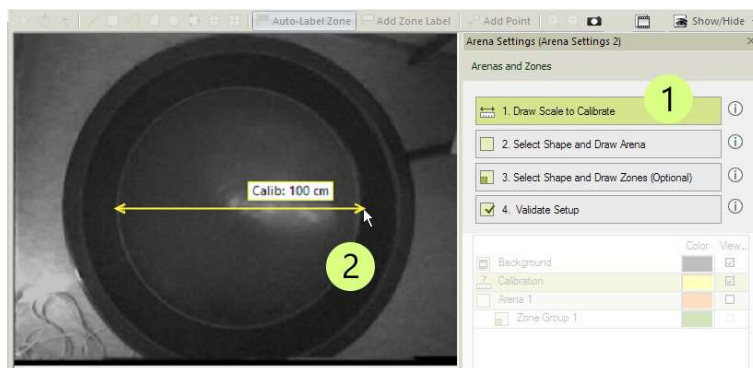 Auto-Label Zone
Add Zone Label
Add Point
Show/Hide
Arena Settings (Arena Settings 2)
Arenas and Zones
1. Draw Scale to Calibrate
1
2. Select Shape and Draw Arena
3. Select Shape and Draw Zones (Optional)
4. Validate Setup
Calib: 100 cm
2
Color View...
Background
Calibration
Arena 1
Zone Group 1